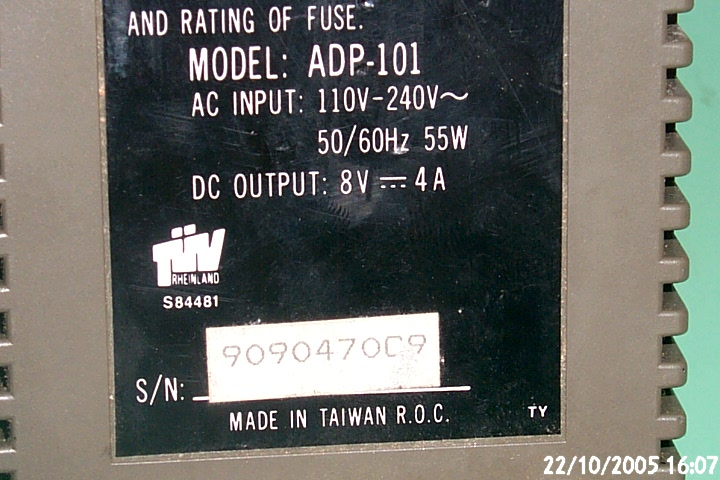 AND RATING OF FUSE.
MODEL: ADP-101
AC INPUT: 110V-240V~
50/60Hz 55W
DC OUTPUT: 8V ⎓ 4A
TÜV
RHEINLAND
S84481
9090470C9
S/N:
MADE IN TAIWAN R.O.C.
TY
22/10/2005 16:07